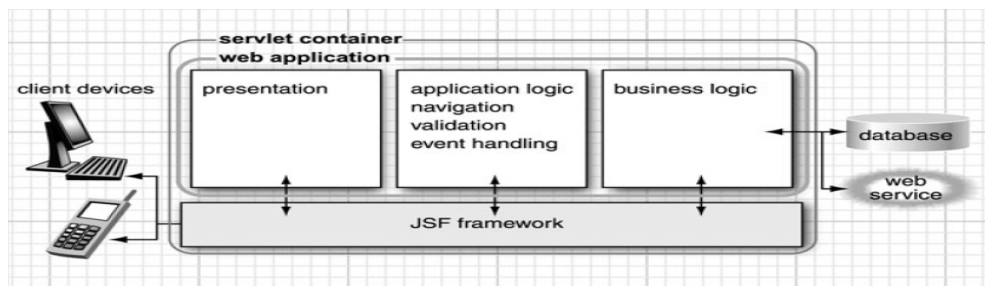 servlet container
web application
client devices
presentation
application logic
navigation
validation
event handling
business logic
database
web
service
JSF framework